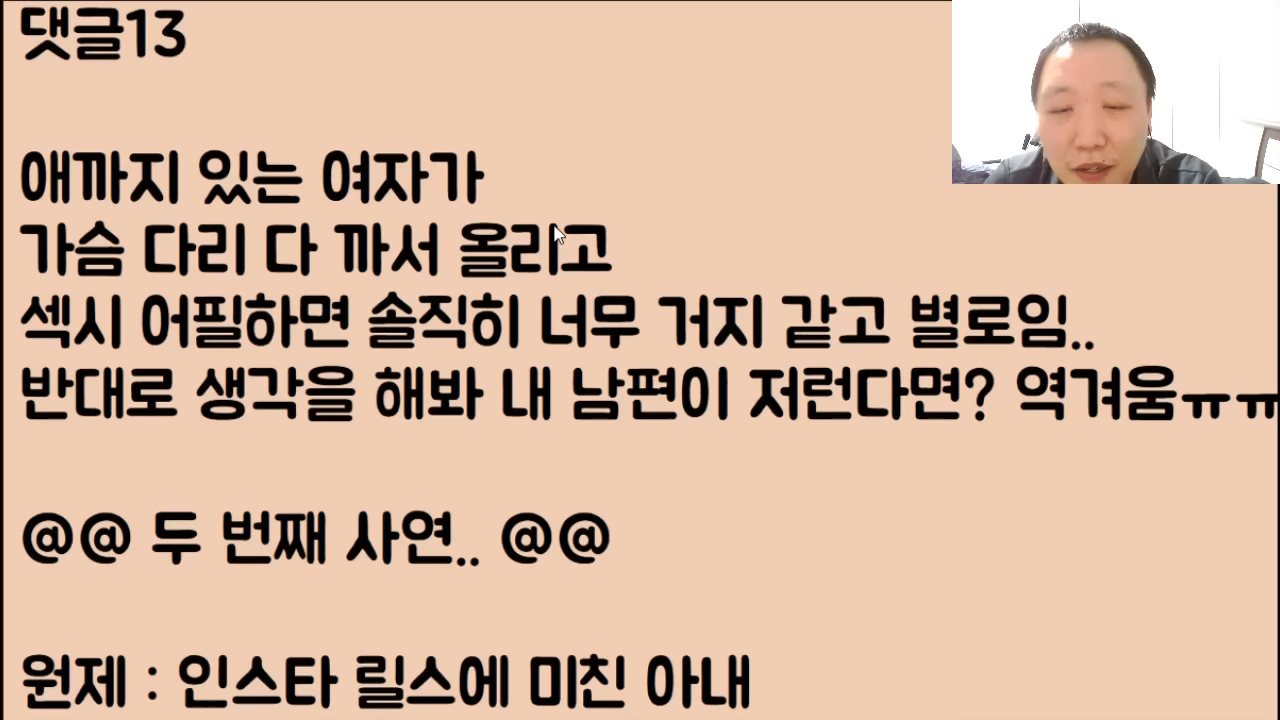 댓글13
애까지 있는 여자가
가슴 다리 다 까서 올리고
섹시 어필하면 솔직히 너무 거지 같고 별로임..
반대로 생각을 해봐 내 남편이 저런다면? 역겨움ㅠㅠ
@@ 두 번째 사연.. @@
원제 : 인스타 릴스에 미친 아내